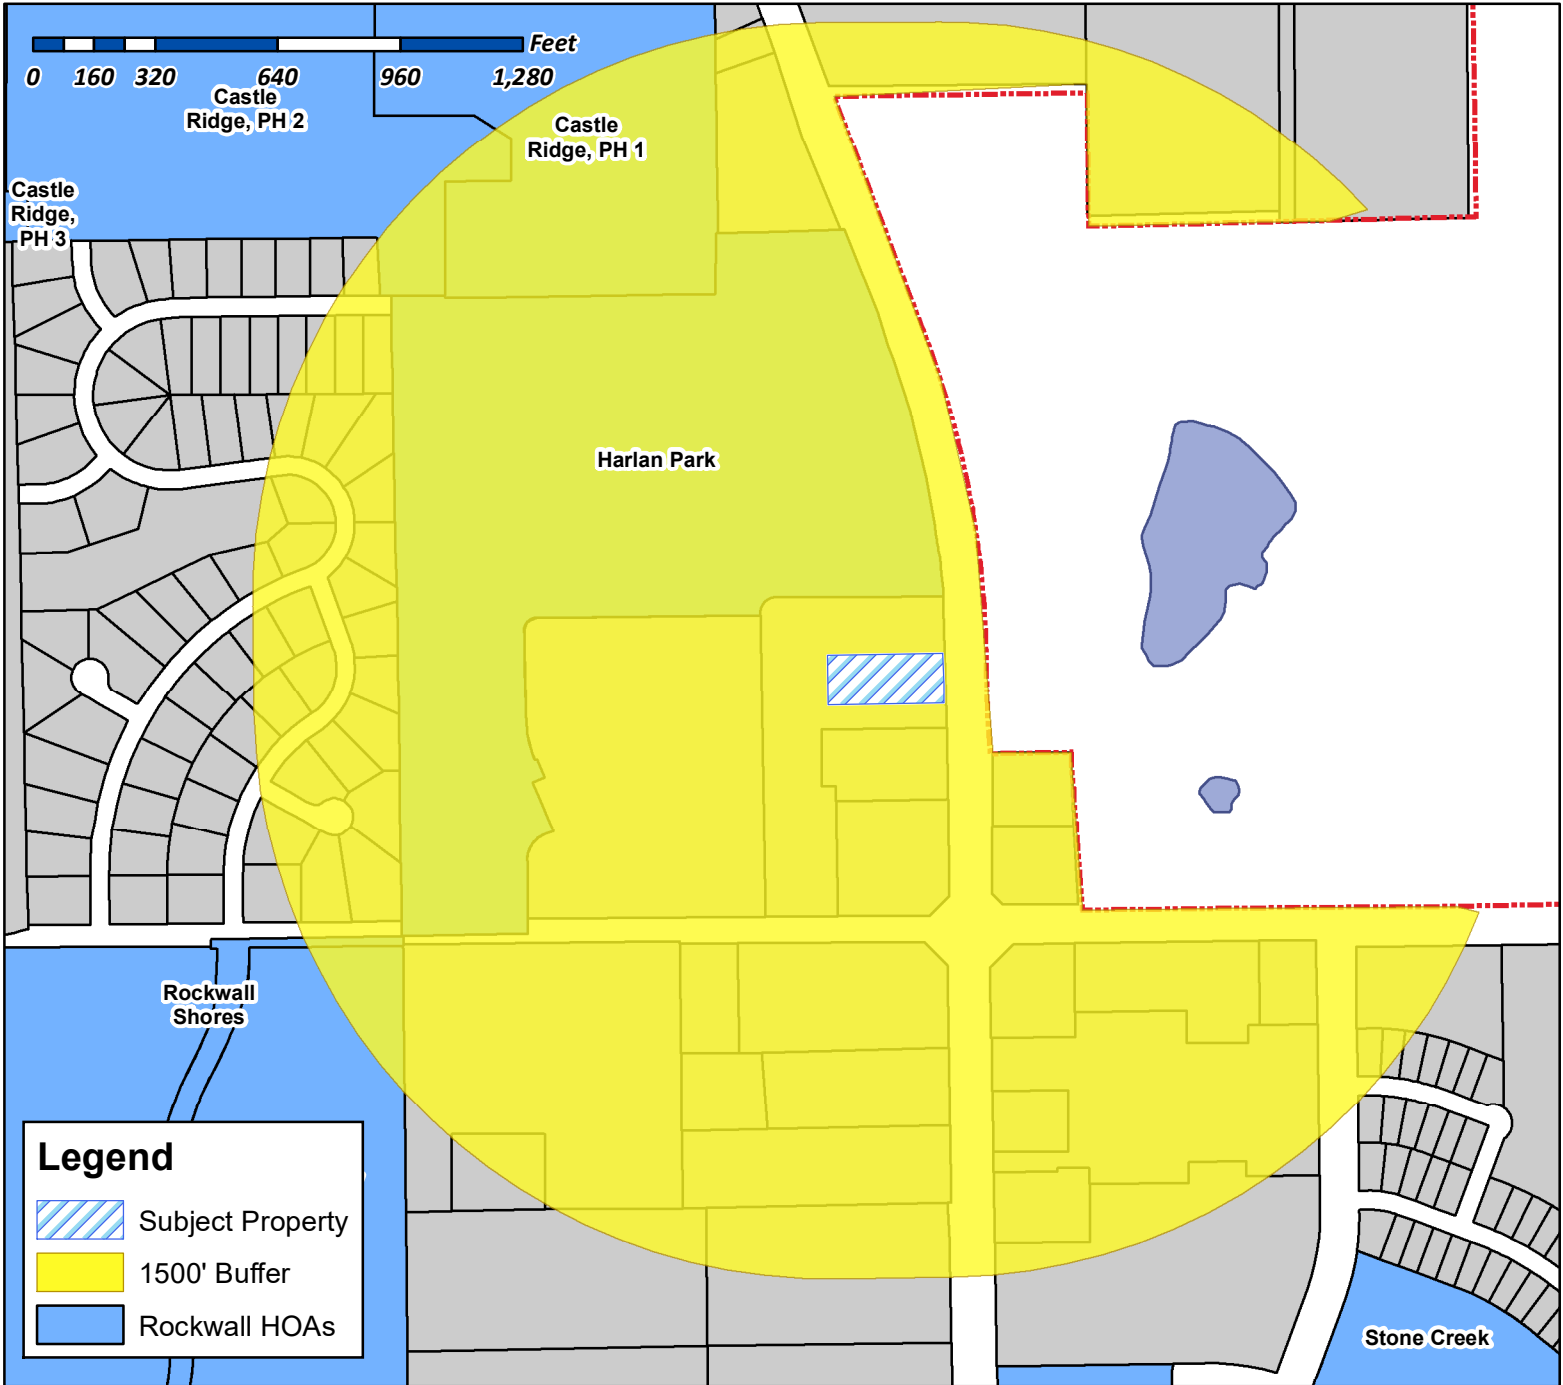 Feet
0 160 320 640 960 1,280
Castle
Ridge, PH 2
Castle
Ridge, PH 1
Castle
Ridge,
PH 3
Harlan Park
Rockwall
Shores
Legend
Subject Property
1500' Buffer
Rockwall HOAs
Stone Creek